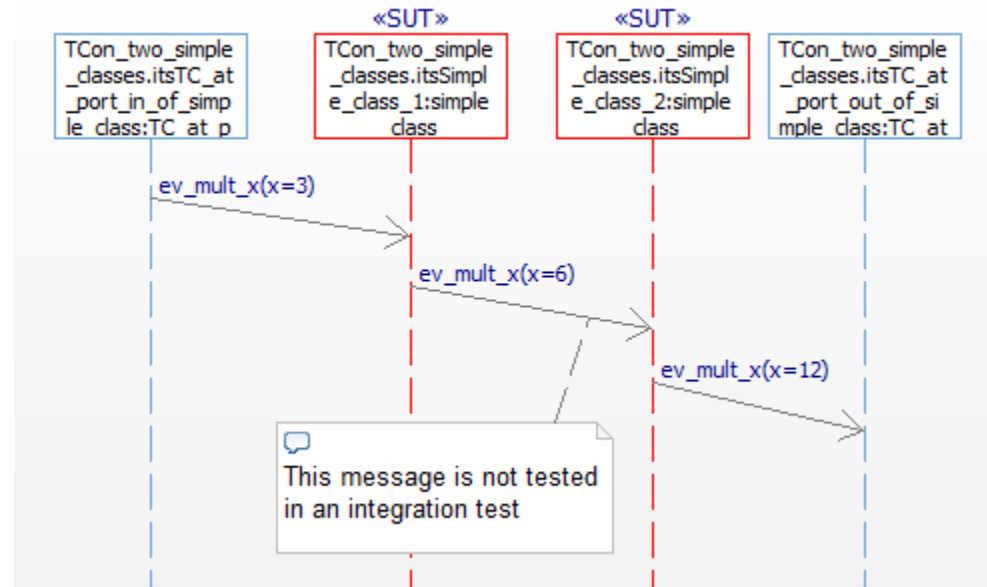 «SUT»
«SUT»
TCon_two_simple
_classes.itsTC_at
_port_in_of_simp
le_class:TC_at_p
TCon_two_simple
_classes.itsSimpl
e_class_1:simple
class
TCon_two_simple
_classes.itsSimpl
e_class_2:simple
class
TCon_two_simple
_classes.itsTC_at
_port_out_of_si
mple_class:TC_at
ev_mult_x(x=3)
ev_mult_x(x=6)
ev_mult_x(x=12)
This message is not tested
in an integration test